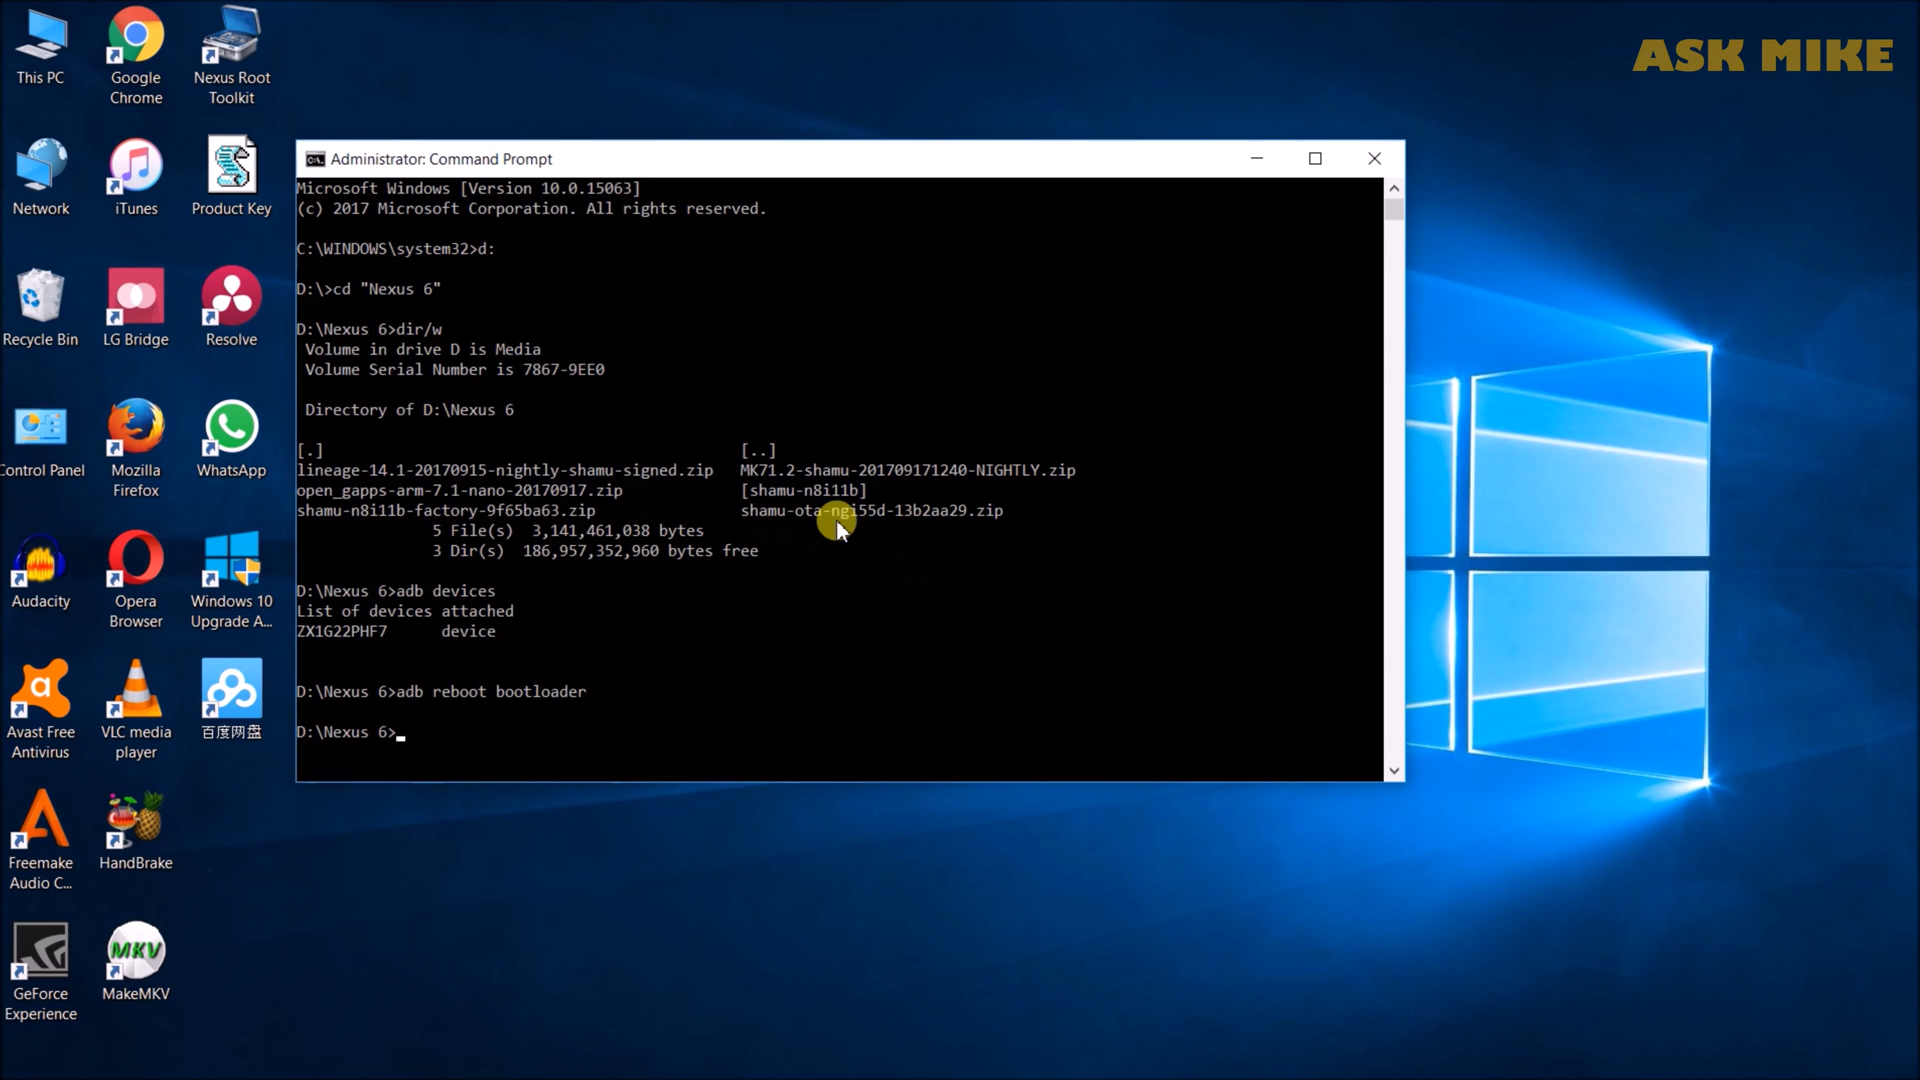 ASK MIKE
This PC
Google
Chrome
Nexus Root
Toolkit
Network
iTunes
Product Key
Recycle Bin
LG Bridge
Resolve
Control Panel
Mozilla
Firefox
WhatsApp
Audacity
Opera
Browser
Windows 10
Upgrade A...
Avast Free
Antivirus
VLC media
player
百度网盘
Freemake
Audio C...
HandBrake
GeForce
Experience
MKV
MakeMKV
Administrator: Command Prompt
Microsoft Windows [Version 10.0.15063]
(c) 2017 Microsoft Corporation. All rights reserved.
C:\WINDOWS\system32>d:
D:\>cd "Nexus 6"
D:\Nexus 6>dir/w
Volume in drive D is Media
Volume Serial Number is 7867-9EE0
Directory of D:\Nexus 6
[.] [..]
lineage-14.1-20170915-nightly-shamu-signed.zip MK71.2-shamu-201709171240-NIGHTLY.zip
open_gapps-arm-7.1-nano-20170917.zip [shamu-n8i11b]
shamu-n8i11b-factory-9f65ba63.zip shamu-ota-ngi55d-13b2aa29.zip
5 File(s) 3,141,461,038 bytes
3 Dir(s) 186,957,352,960 bytes free
D:\Nexus 6>adb devices
List of devices attached
ZX1G22PHF7 device
D:\Nexus 6>adb reboot bootloader
D:\Nexus 6>